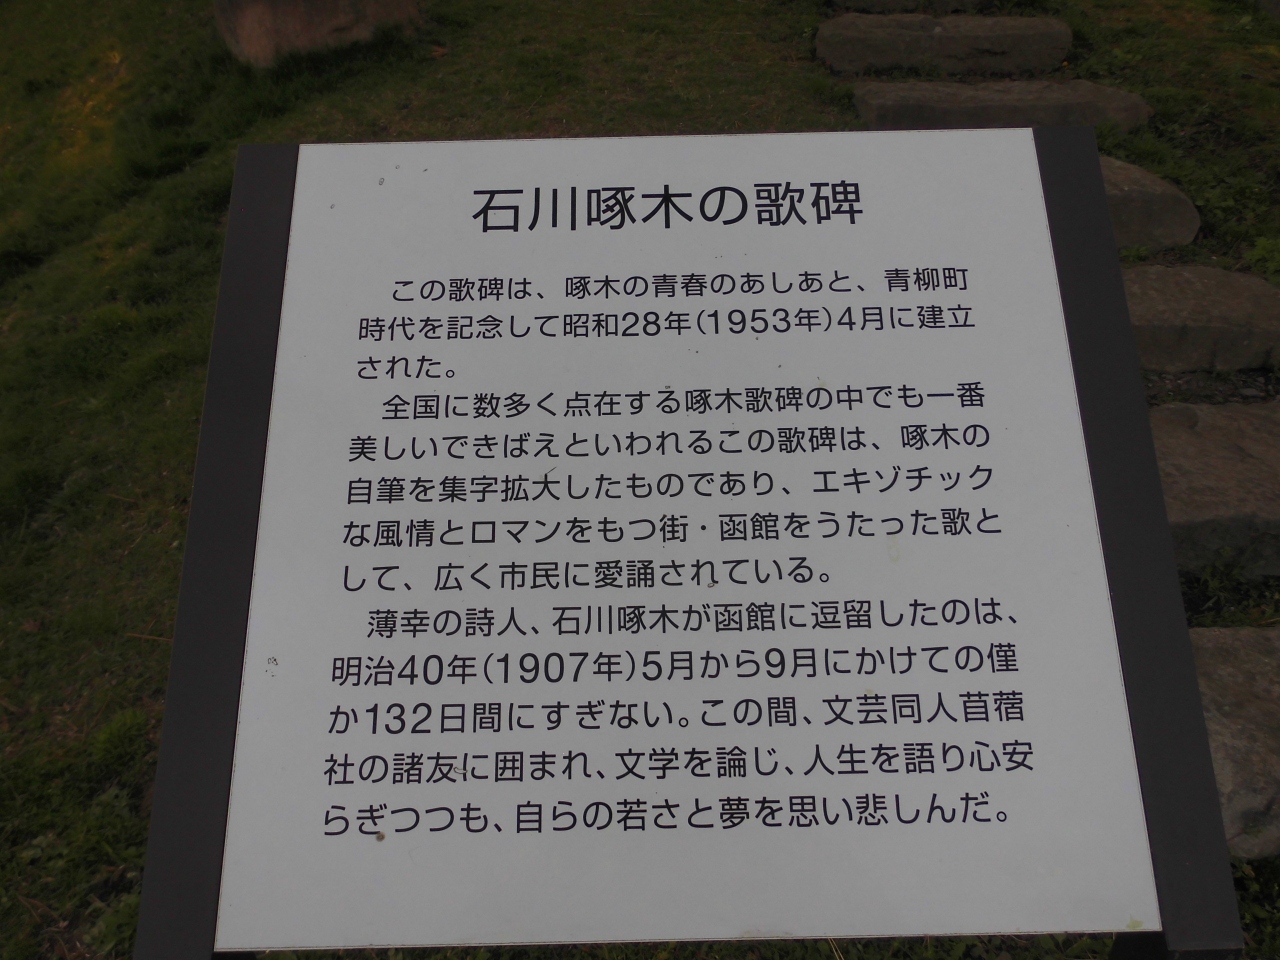 石川啄木の歌碑
この歌碑は、啄木の青春のあしあと、青柳町
時代を記念して昭和28年(1953年)4月に建立
された。
全国に数多く点在する啄木歌碑の中でも一番
美しいできばえといわれるこの歌碑は、啄木の
自筆を集字拡大したものであり、エキゾチック
な風情とロマンをもつ街・函館をうたった歌と
して、広く市民に愛誦されている。
薄幸の詩人、石川啄木が函館に逗留したのは、
明治40年(1907年)5月から9月にかけての僅
か132日間にすぎない。この間、文芸同人苜蓿
社の諸友に囲まれ、文学を論じ、人生を語り心安
らぎつつも、自らの若さと夢を思い悲しんだ。